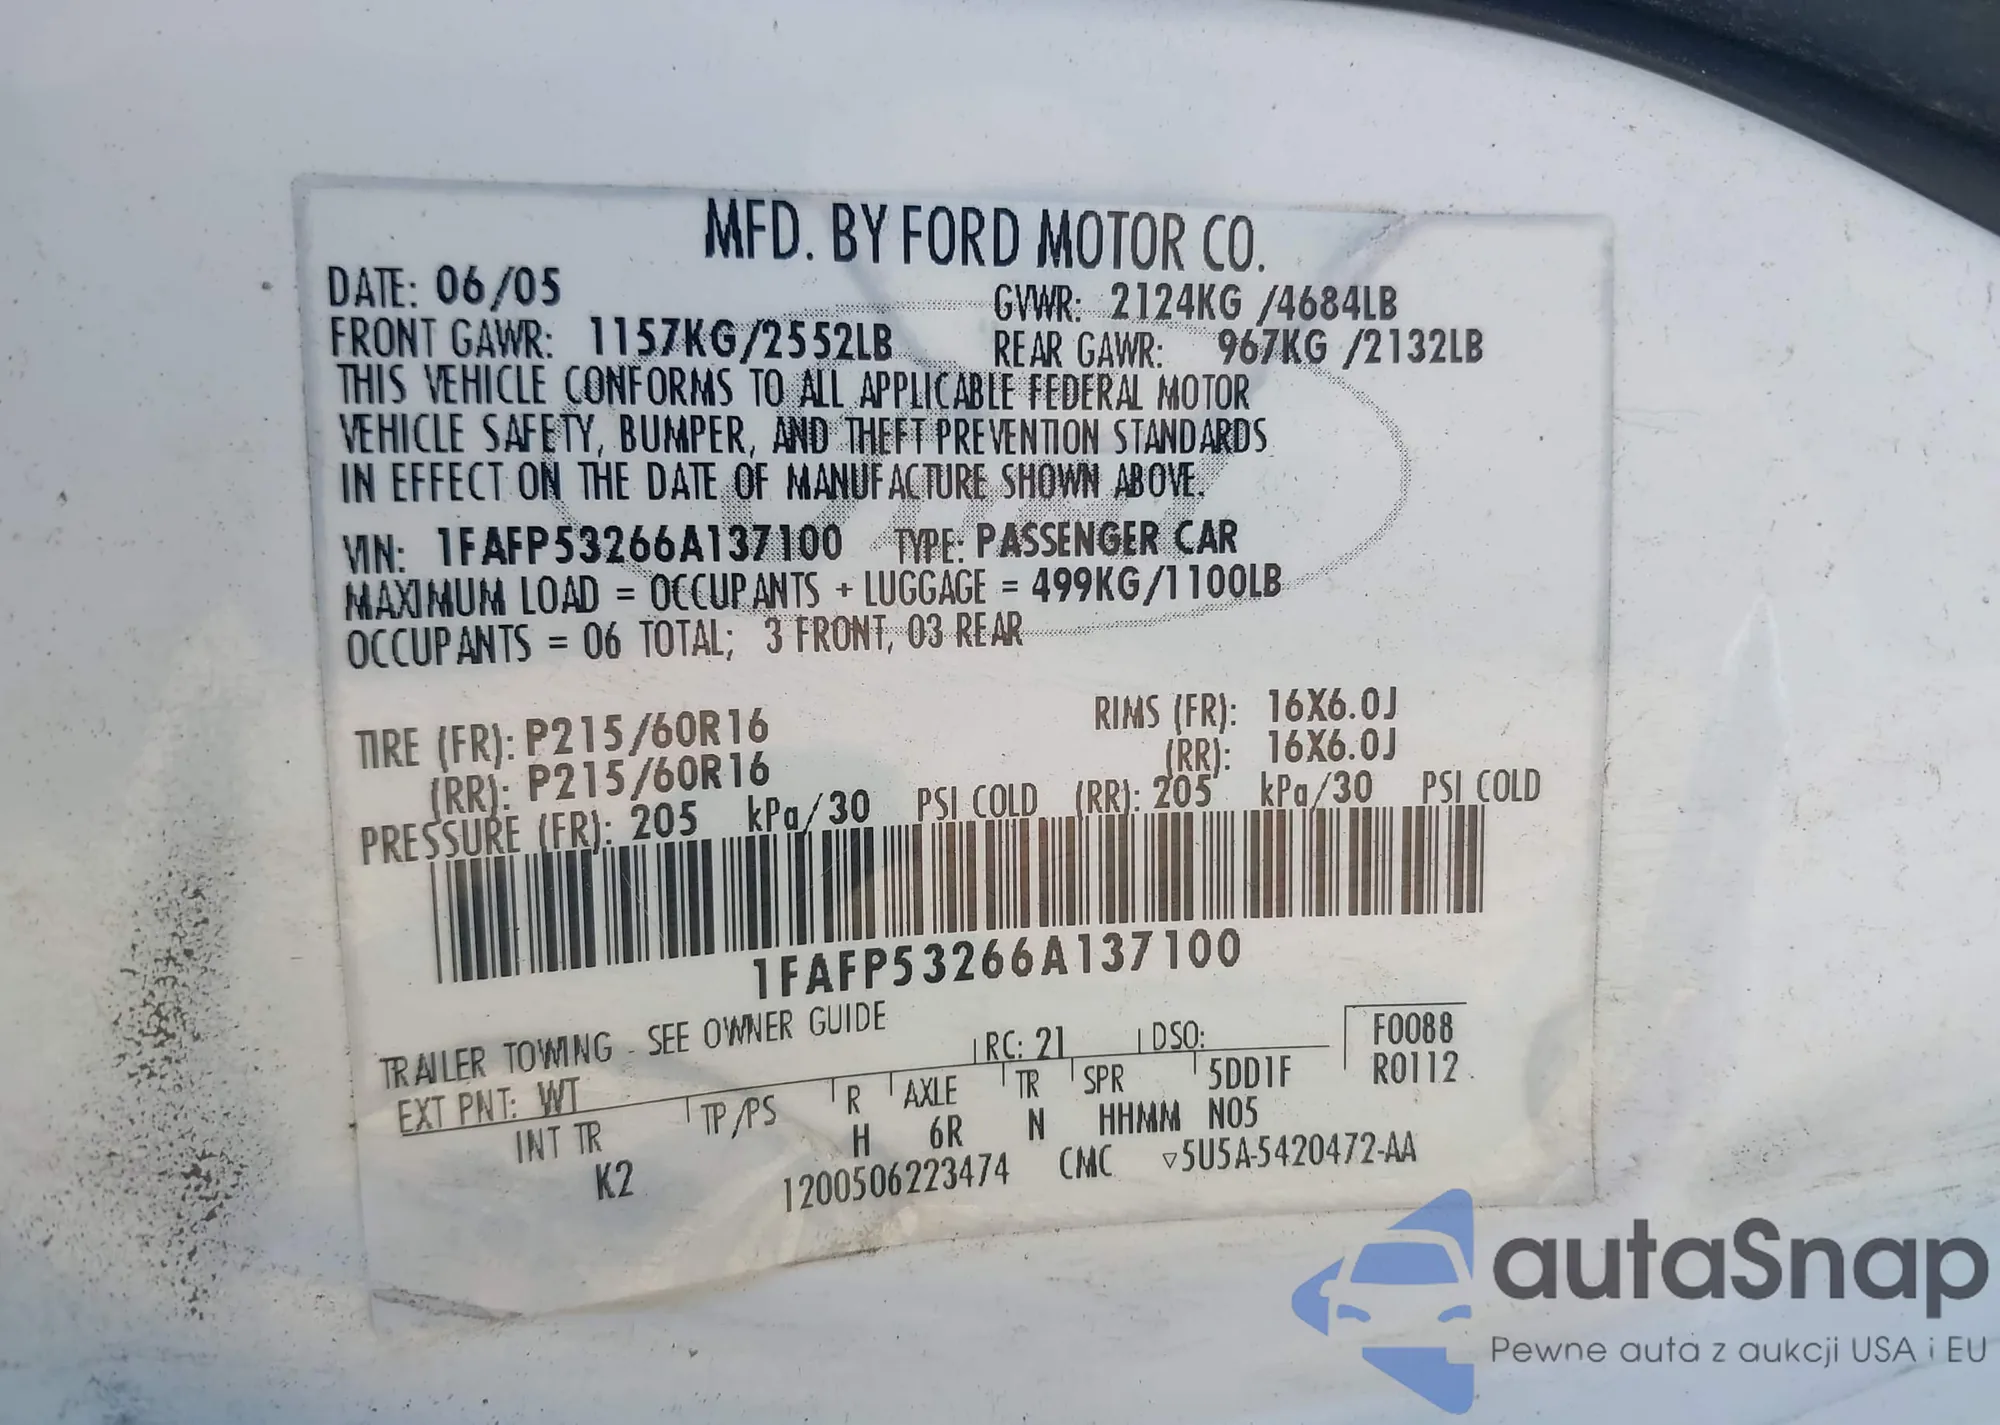 MFD. BY FORD MOTOR CO.
DATE: 06/05 GVWR: 2124KG /4684LB
FRONT GAWR: 1157KG/2552LB REAR GAWR: 967KG /2132LB
THIS VEHICLE CONFORMS TO ALL APPLICABLE FEDERAL MOTOR
VEHICLE SAFETY, BUMPER, AND THEFT PREVENTION STANDARDS
IN EFFECT ON THE DATE OF MANUFACTURE SHOWN ABOVE.
VIN: 1FAFP53266A137100 TYPE: PASSENGER CAR
MAXIMUM LOAD = OCCUPANTS + LUGGAGE = 499KG/1100LB
OCCUPANTS = 06 TOTAL; 3 FRONT, 03 REAR
TIRE (FR): P215/60R16 RIMS (FR): 16X6.0J
(RR): P215/60R16 (RR): 16X6.0J
PRESSURE (FR): 205 kPa/30 PSI COLD (RR): 205 kPa/30 PSI COLD
1FAFP53266A137100
TRAILER TOWING - SEE OWNER GUIDE
EXT PNT: WT RC: 21 DSO: F0088
R0112
INT TR TP/PS R AXLE TR SPR 5DD1F
K2 H 6R N HHMM N05
1200506223474 CMC ▽5U5A-5420472-AA
autaSnap
Pewne auta z aukcji USA i EU